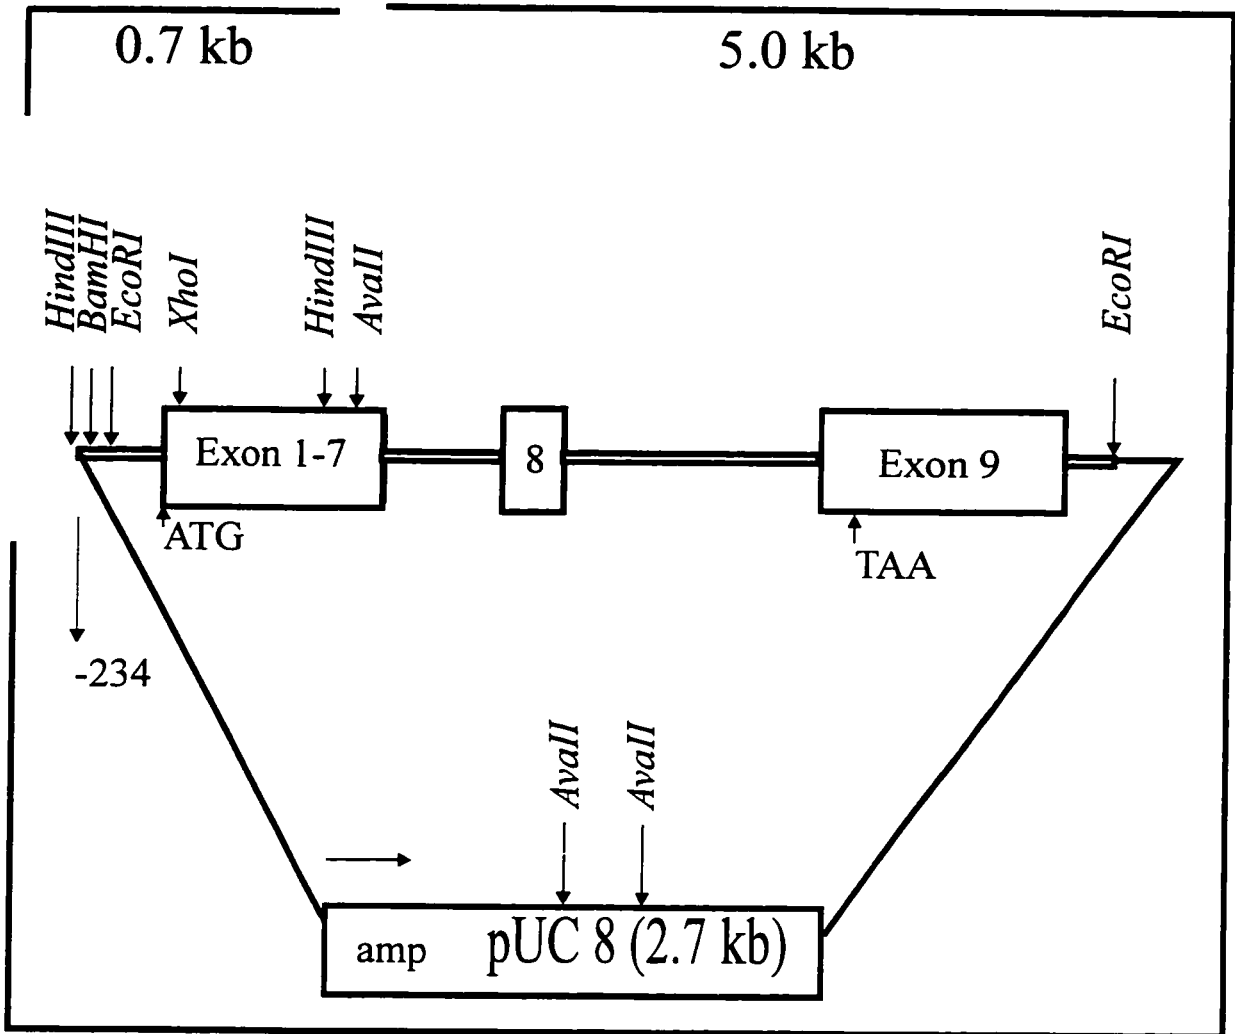 0.7 kb
5.0 kb
HindIII
BamHI
EcoRI
XhoI
HindIII
AvaII
EcoRI
Exon 1-7
8
Exon 9
ATG
TAA
-234
AvaII
AvaII
amp
pUC 8 (2.7 kb)